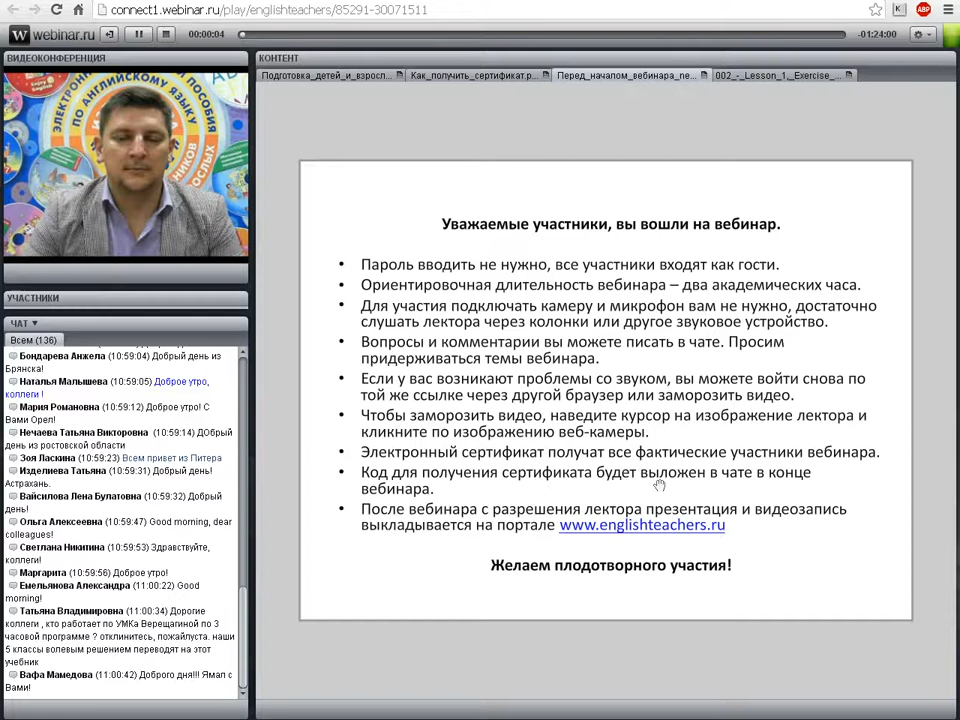 connect1.webinar.ru/play/englishteachers/85291-30071511
K
ABP
W webinar.ru
00:00:04
-01:24:00
ВИДЕОКОНФЕРЕНЦИЯ
КОНТЕНТ
Подготовка_детей_и_взросл...
Как_получить_сертификат.p...
Перед_началом_вебинара_пе...
002_-_Lesson_1,_Exercise_...
ЭЛЕКТРОННЫЕ
ПОСОБИЯ
ПО АНГЛИЙСКОМУ ЯЗЫКУ
УЧАСТНИКИ
ЧАТ
Всем (136)
Бондарева Анжела (10:59:04) Добрый день из
Брянска!
Наталья Малышева (10:59:05) Доброе утро,
коллеги !
Мария Романовна (10:59:12) Доброе утро! С
Вами Орел!
Нечаева Татьяна Викторовна (10:59:14) ДОбрый
день из ростовской области
Зоя Ласкина (10:59:23) Всем привет из Питера
Изделиева Татьяна (10:59:31) Добрый день!
Астрахань.
Вайсилова Лена Булатовна (10:59:32) Добрый
день!
Ольга Алексеевна (10:59:47) Good morning, dear
colleagues!
Светлана Никитина (10:59:53) Здравствуйте,
коллеги!
Маргарита (10:59:56) Доброе утро!
Емельянова Александра (11:00:22) Good
morning!
Татьяна Владимировна (11:00:34) Дорогие
коллеги , кто работает по УМКа Верещагиной по 3
часовой программе ? отклинитесь, пожайлуста. наши
5 классы волевым решением переводят на этот
учебник
Вафа Мамедова (11:00:42) Доброго дня!!! Ямал с
Вами!
Уважаемые участники, вы вошли на вебинар.
• Пароль вводить не нужно, все участники входят как гости.
• Ориентировочная длительность вебинара – два академических часа.
• Для участия подключать камеру и микрофон вам не нужно, достаточно
слушать лектора через колонки или другое звуковое устройство.
• Вопросы и комментарии вы можете писать в чате. Просим
придерживаться темы вебинара.
• Если у вас возникают проблемы со звуком, вы можете войти снова по
той же ссылке через другой браузер или заморозить видео.
• Чтобы заморозить видео, наведите курсор на изображение лектора и
кликните по изображению веб-камеры.
• Электронный сертификат получат все фактические участники вебинара.
• Код для получения сертификата будет выложен в чате в конце
вебинара.
• После вебинара с разрешения лектора презентация и видеозапись
выкладывается на портале www.englishteachers.ru
Желаем плодотворного участия!